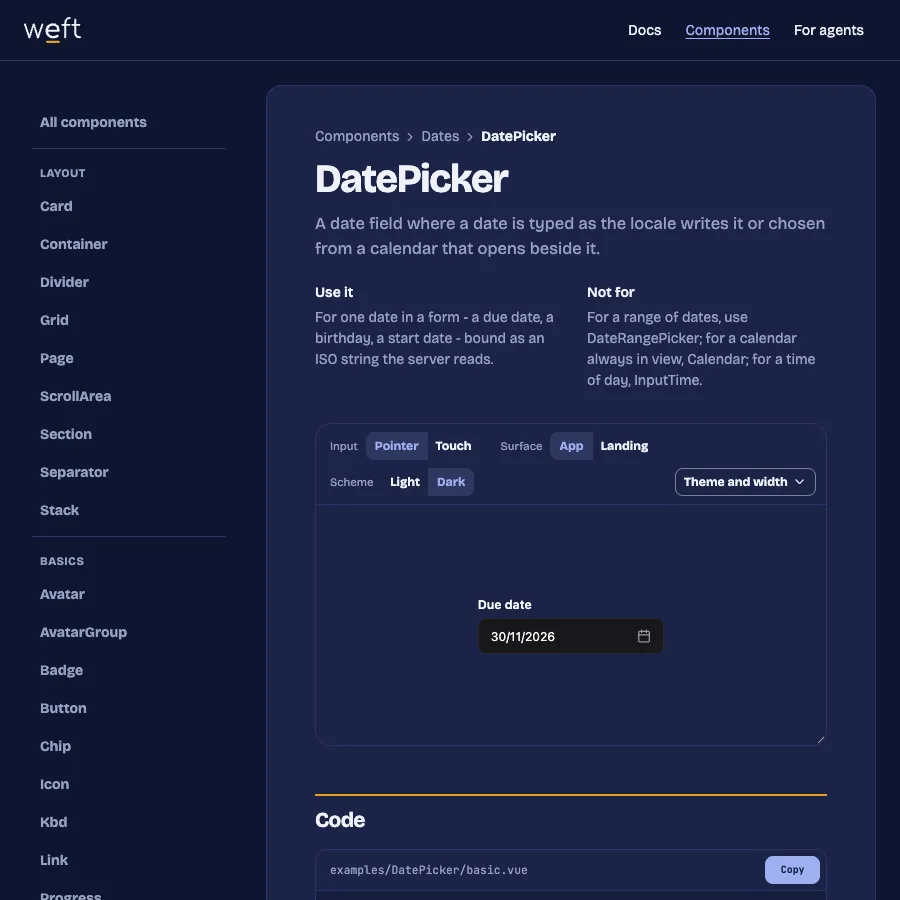 weft
Docs
Components
For agents
All components
LAYOUT
Card
Container
Divider
Grid
Page
ScrollArea
Section
Separator
Stack
BASICS
Avatar
AvatarGroup
Badge
Button
Chip
Icon
Kbd
Link
Progress
Components > Dates > DatePicker
DatePicker
A date field where a date is typed as the locale writes it or chosen
from a calendar that opens beside it.
Use it
For one date in a form - a due date, a
birthday, a start date - bound as an
ISO string the server reads.
Not for
For a range of dates, use
DateRangePicker; for a calendar
always in view, Calendar; for a time
of day, InputTime.
Input Pointer Touch Surface App Landing
Scheme Light Dark Theme and width
Due date
30/11/2026
Code
examples/DatePicker/basic.vue
Copy